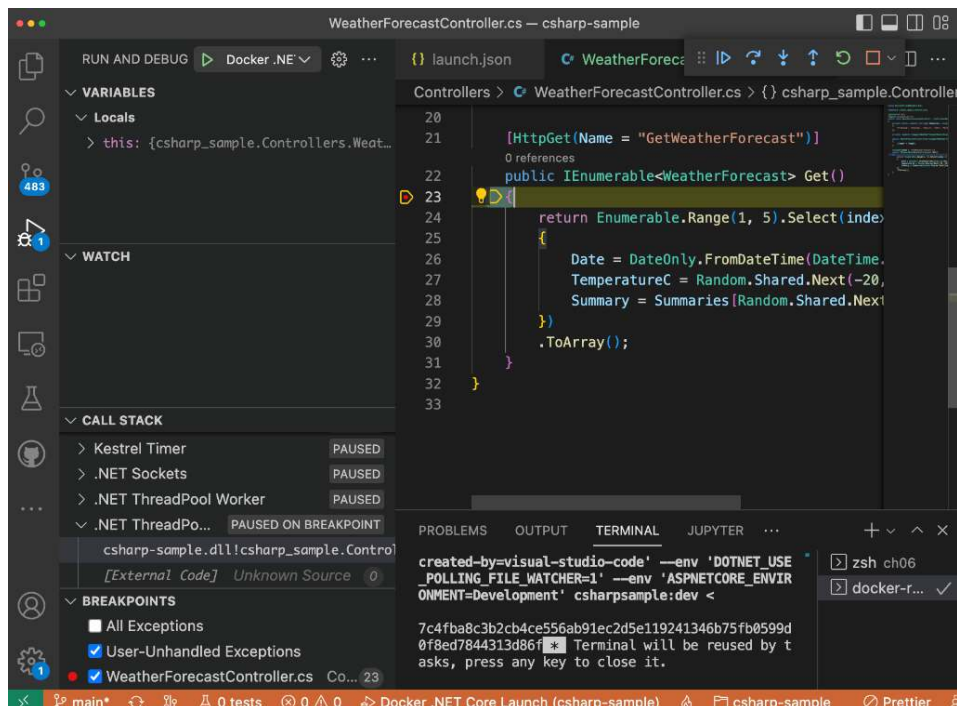 WeatherForecastController.cs — csharp-sample
RUN AND DEBUG Docker .NE
VARIABLES
Locals
this: {csharp_sample.Controllers.Weat…
WATCH
CALL STACK
Kestrel Timer PAUSED
.NET Sockets PAUSED
.NET ThreadPool Worker PAUSED
.NET ThreadPo... PAUSED ON BREAKPOINT
csharp-sample.dll!csharp_sample.Contro
[External Code] Unknown Source 0
BREAKPOINTS
All Exceptions
User-Unhandled Exceptions
WeatherForecastController.cs Co... 23
483
1
1
{} launch.json C# WeatherForeca
Controllers > C# WeatherForecastController.cs > {} csharp_sample.Controller
20
21 [HttpGet(Name = "GetWeatherForecast")]
0 references
22 public IEnumerable<WeatherForecast> Get()
23 {
24 return Enumerable.Range(1, 5).Select(index
25 {
26 Date = DateOnly.FromDateTime(DateTime.
27 TemperatureC = Random.Shared.Next(-20,
28 Summary = Summaries[Random.Shared.Next
29 })
30 .ToArray();
31 }
32 }
33
PROBLEMS OUTPUT TERMINAL JUPYTER ...
created-by=visual-studio-code' --env 'DOTNET_USE
_POLLING_FILE_WATCHER=1' --env 'ASPNETCORE_ENVIR
ONMENT=Development' csharpsample:dev <
7c4fba8c3b2cb4ce556ab91ec2d5e119241346b75fb0599d
0f8ed7844313d86f * Terminal will be reused by t
asks, press any key to close it.
zsh ch06
docker-r...
main* 0 tests 0 0 Docker .NET Core Launch (csharp-sample) csharp-sample Prettier